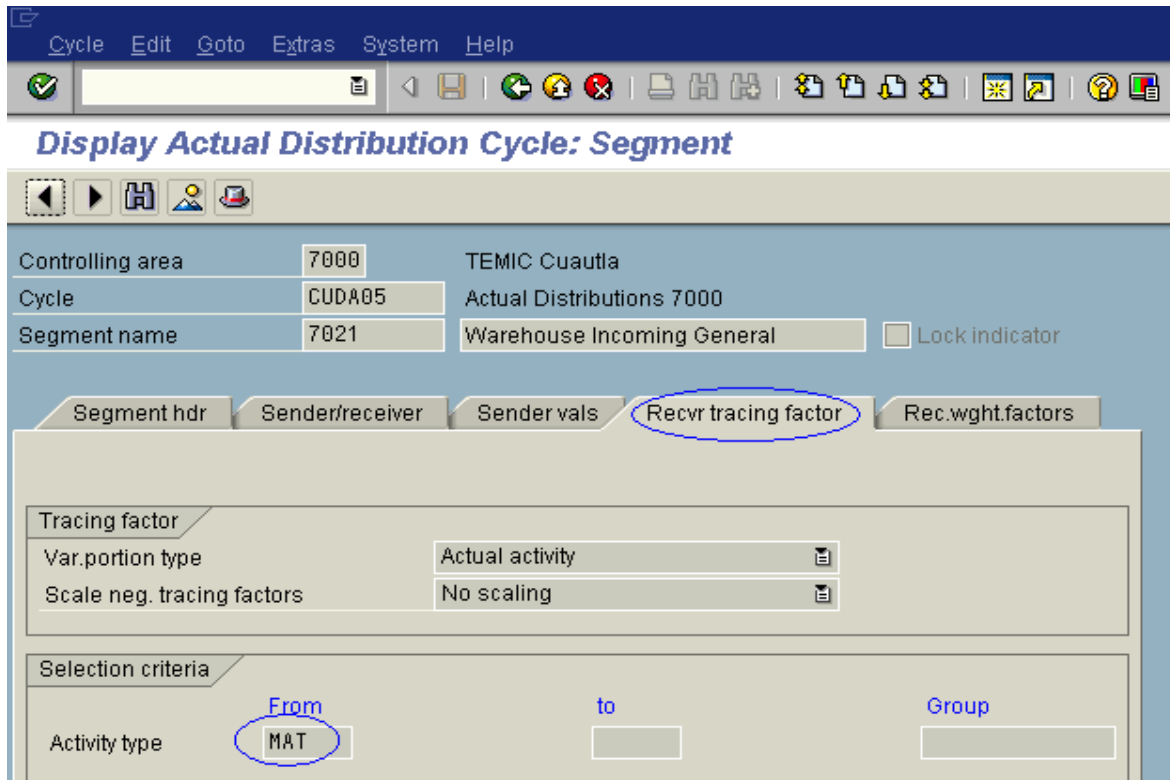 Cycle Edit Goto Extras System Help
Display Actual Distribution Cycle: Segment
Controlling area 7000 TEMIC Cuautla
Cycle CUDA05 Actual Distributions 7000
Segment name 7021 Warehouse Incoming General Lock indicator
Segment hdr Sender/receiver Sender vals Recvr tracing factor Rec.wght.factors
Tracing factor
Var.portion type Actual activity
Scale neg. tracing factors No scaling
Selection criteria
From to Group
Activity type MAT